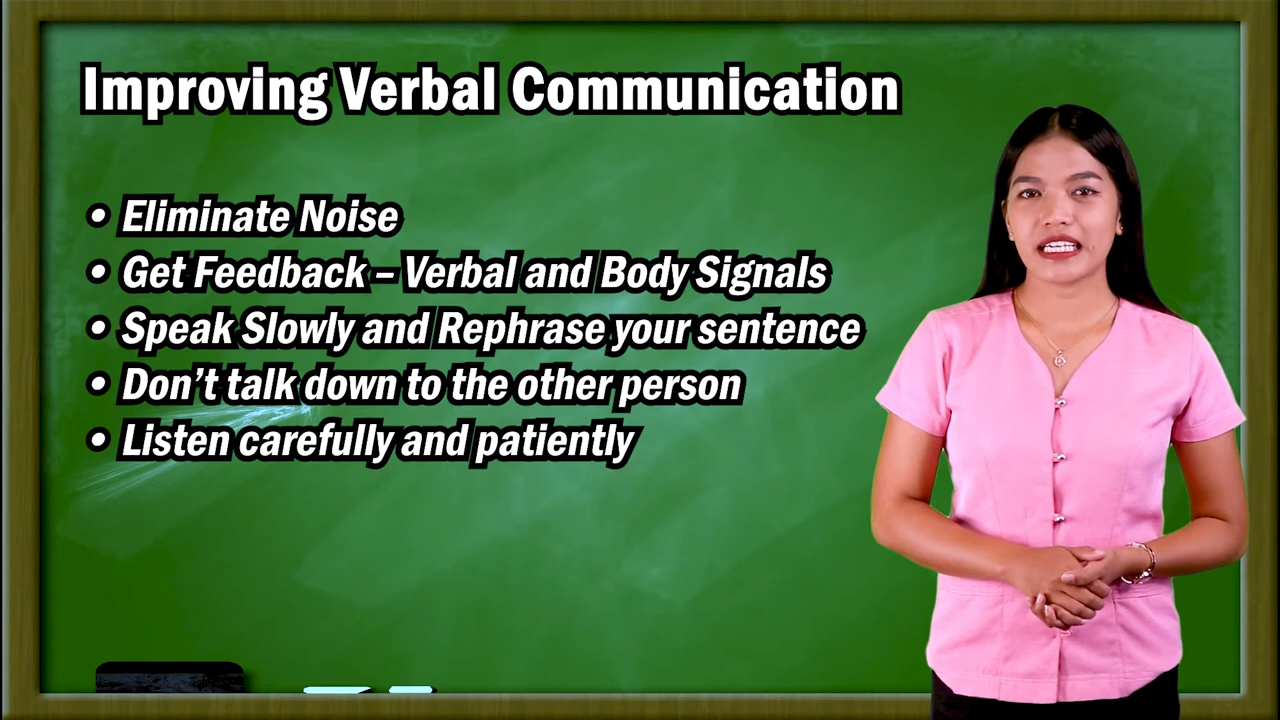 Improving Verbal Communication
• Eliminate Noise
• Get Feedback – Verbal and Body Signals
• Speak Slowly and Rephrase your sentence
• Don’t talk down to the other person
• Listen carefully and patiently